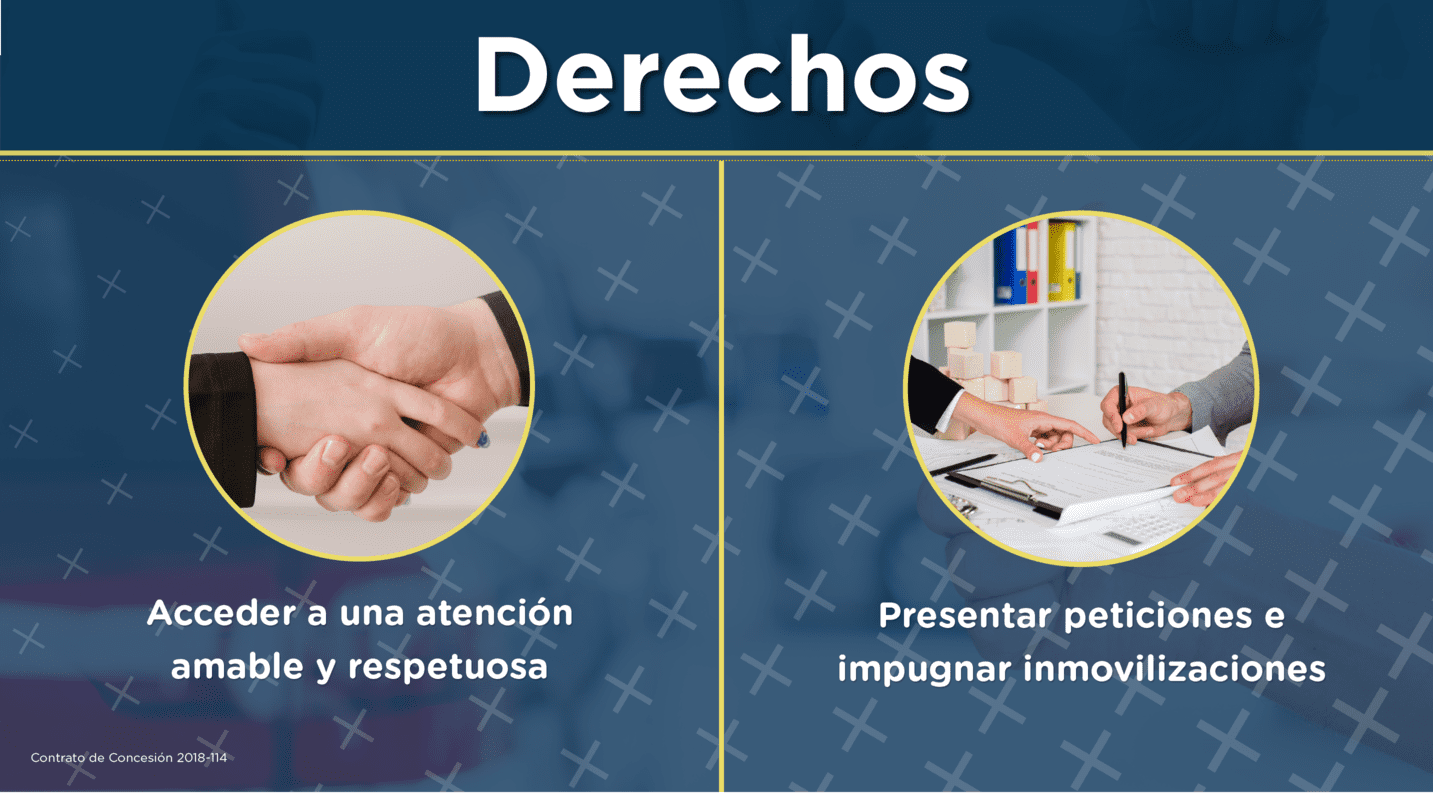 Derechos
Acceder a una atención
amable y respetuosa
Presentar peticiones e
impugnar inmovilizaciones
Contrato de Concesión 2018-114